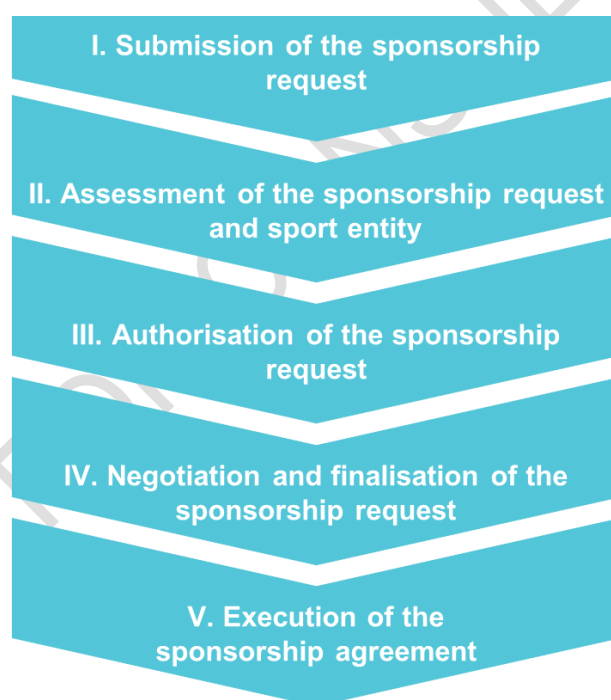 I. Submission of the sponsorship
request
II. Assessment of the sponsorship request
and sport entity
III. Authorisation of the sponsorship
request
IV. Negotiation and finalisation of the
sponsorship request
V. Execution of the
sponsorship agreement